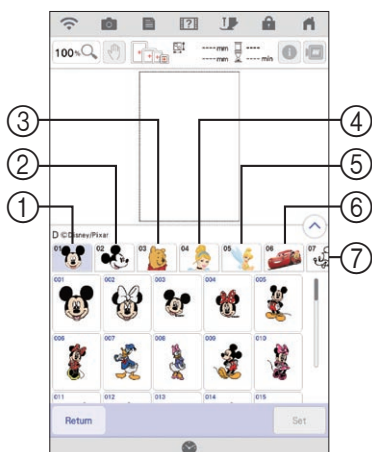 100%
----mm ----
----mm ---- min
③ ④
② ⑤
① ⑥
⑦
D ©Disney/Pixar
01 02 03 04 05 06 07
001 002 003 004 005
006 007 008 009 010
011 012 013 014 015
Return Set